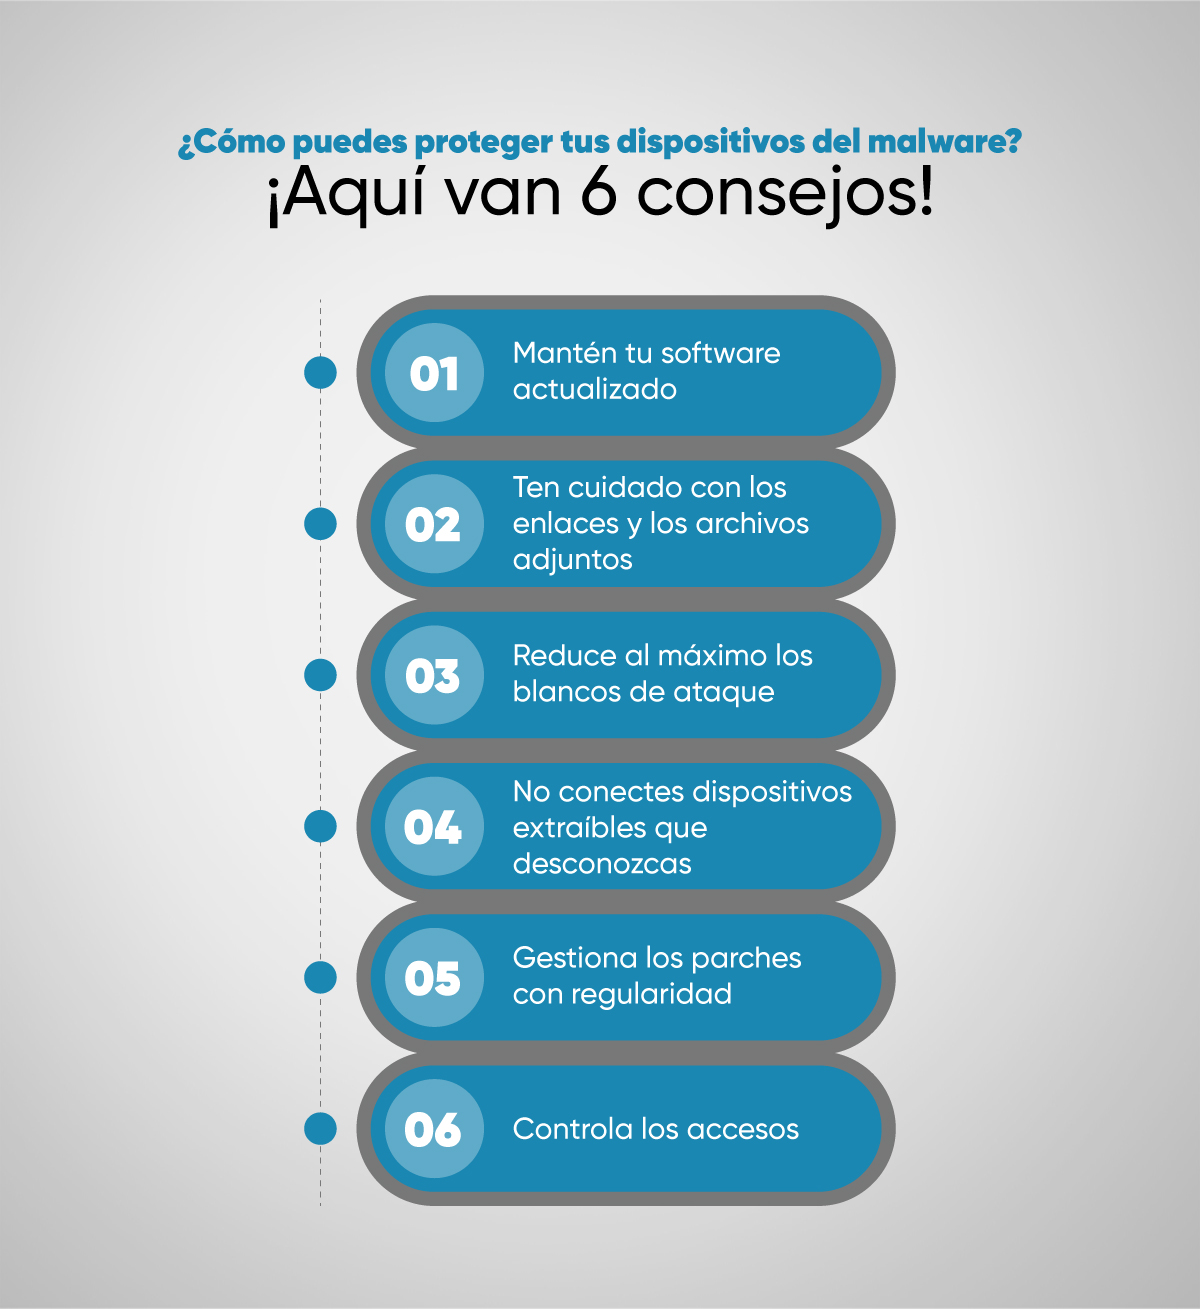 ¿Cómo puedes proteger tus dispositivos del malware?
¡Aquí van 6 consejos!
01
Mantén tu software
actualizado
02
Ten cuidado con los
enlaces y los archivos
adjuntos
03
Reduce al máximo los
blancos de ataque
04
No conectes dispositivos
extraíbles que
desconozcas
05
Gestiona los parches
con regularidad
06
Controla los accesos